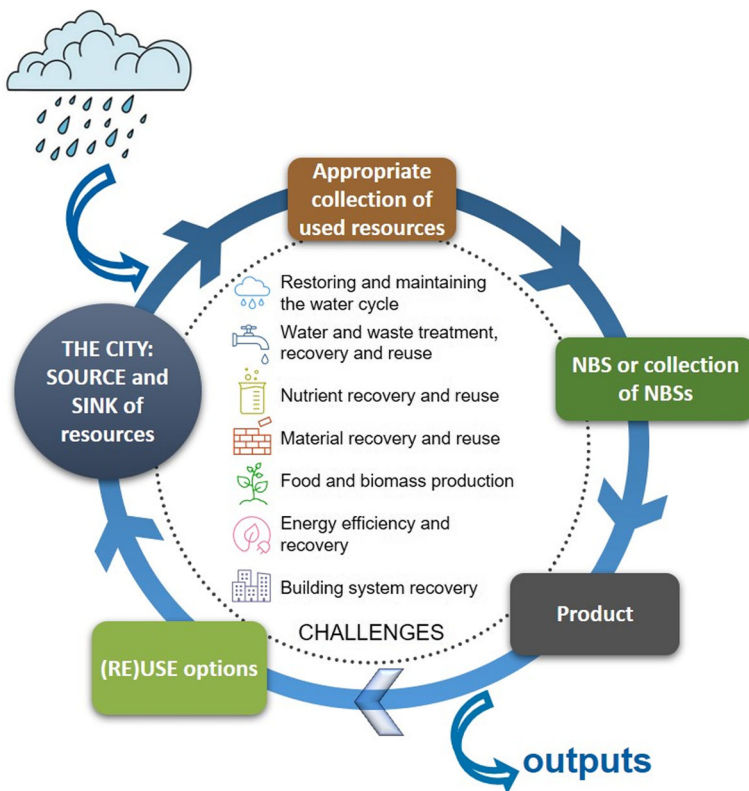 Appropriate
collection of
used resources
THE CITY:
SOURCE and
SINK of
resources
NBS or collection
of NBSs
Restoring and maintaining
the water cycle
Water and waste treatment,
recovery and reuse
Nutrient recovery and reuse
Material recovery and reuse
Food and biomass production
Energy efficiency and
recovery
Building system recovery
CHALLENGES
Product
(RE)USE options
outputs